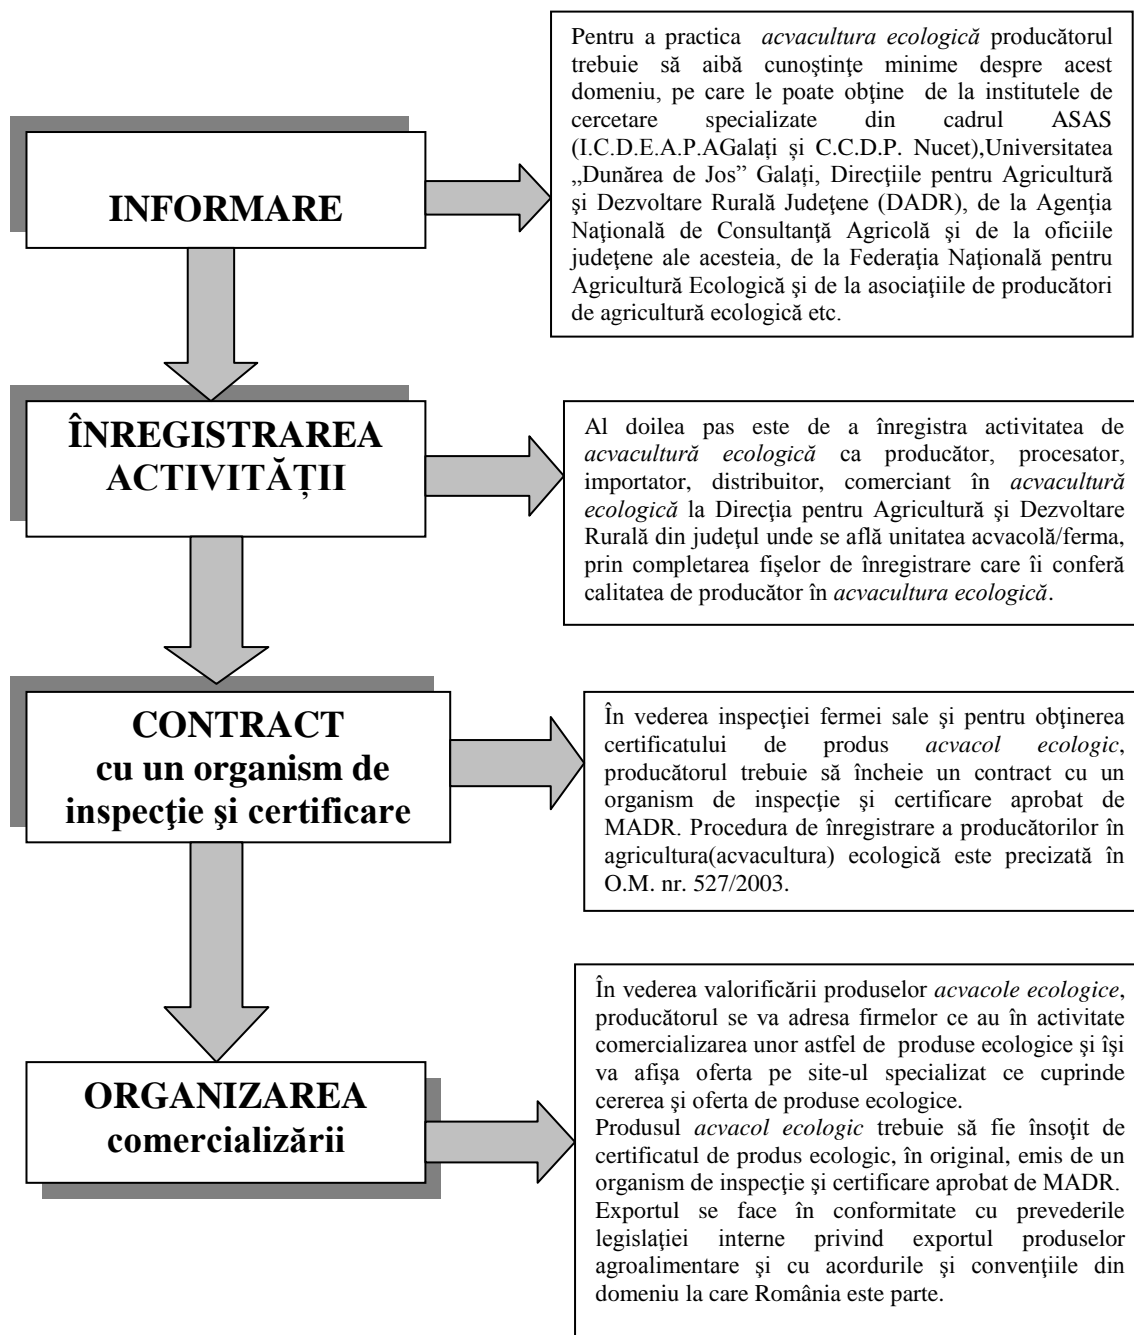 Pentru a practica acvacultura ecologică producătorul
trebuie să aibă cunoştinţe minime despre acest
domeniu, pe care le poate obţine de la institutele de
cercetare specializate din cadrul ASAS
(I.C.D.E.A.P.AGalați și C.C.D.P. Nucet),Universitatea
„Dunărea de Jos” Galați, Direcţiile pentru Agricultură
şi Dezvoltare Rurală Judeţene (DADR), de la Agenţia
Naţională de Consultanţă Agricolă şi de la oficiile
judeţene ale acesteia, de la Federaţia Naţională pentru
Agricultură Ecologică şi de la asociaţiile de producători
de agricultură ecologică etc.
INFORMARE
ÎNREGISTRAREA
ACTIVITĂȚII
Al doilea pas este de a înregistra activitatea de
acvacultură ecologică ca producător, procesator,
importator, distribuitor, comerciant în acvacultură
ecologică la Direcţia pentru Agricultură şi Dezvoltare
Rurală din judeţul unde se află unitatea acvacolă/ferma,
prin completarea fişelor de înregistrare care îi conferă
calitatea de producător în acvacultura ecologică.
CONTRACT
cu un organism de
inspecţie şi certificare
În vederea inspecţiei fermei sale şi pentru obţinerea
certificatului de produs acvacol ecologic,
producătorul trebuie să încheie un contract cu un
organism de inspecţie şi certificare aprobat de
MADR. Procedura de înregistrare a producătorilor în
agricultura(acvacultura) ecologică este precizată în
O.M. nr. 527/2003.
ORGANIZAREA
comercializării
În vederea valorificării produselor acvacole ecologice,
producătorul se va adresa firmelor ce au în activitate
comercializarea unor astfel de produse ecologice şi îşi
va afişa oferta pe site-ul specializat ce cuprinde
cererea şi oferta de produse ecologice.
Produsul acvacol ecologic trebuie să fie însoţit de
certificatul de produs ecologic, în original, emis de un
organism de inspecţie şi certificare aprobat de MADR.
Exportul se face în conformitate cu prevederile
legislaţiei interne privind exportul produselor
agroalimentare şi cu acordurile şi convenţiile din
domeniu la care România este parte.